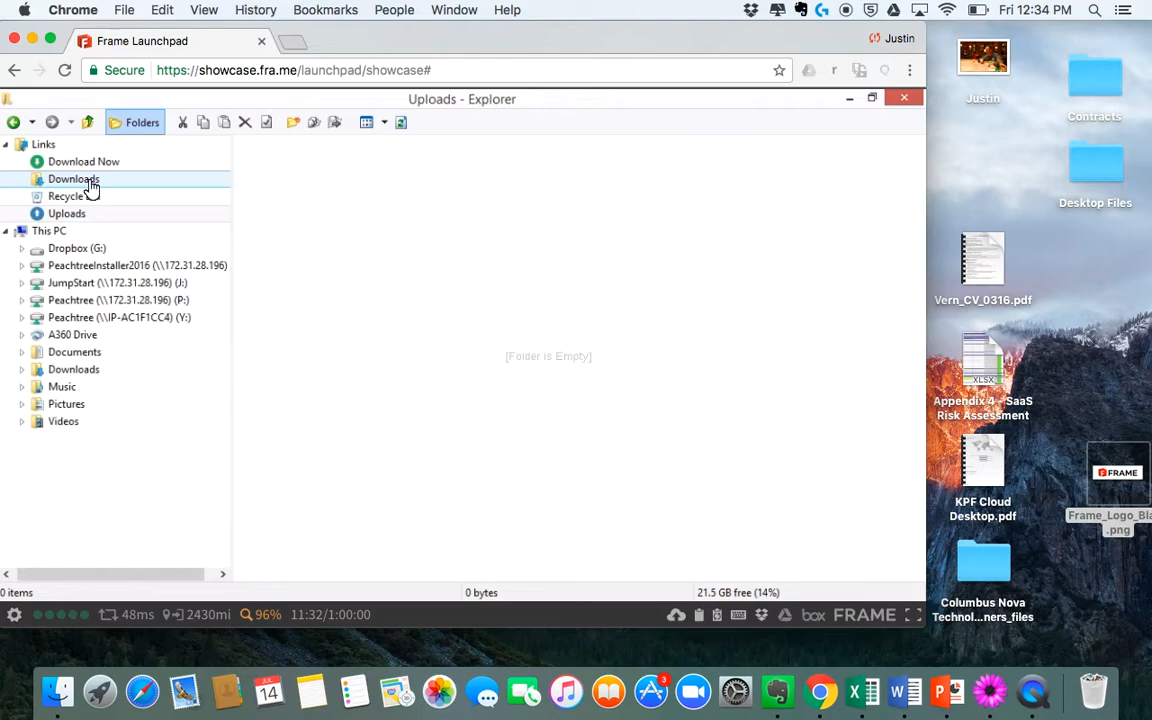 Chrome File Edit View History Bookmarks People Window Help Fri 12:34 PM
Frame Launchpad Justin
Secure https://showcase.fra.me/launchpad/showcase#
Uploads - Explorer
Folders
Links
Download Now
Downloads
Recycle
Uploads
This PC
Dropbox (G:)
PeachtreeInstaller2016 (\\172.31.28.196)
JumpStart (\\172.31.28.196) (J:)
Peachtree (\\172.31.28.196) (P:)
Peachtree (\\IP-AC1F1CC4) (Y:)
A360 Drive
Documents
Downloads
Music
Pictures
Videos
[Folder is Empty]
0 items 0 bytes 21.5 GB free (14%)
48ms 2430mi 96% 11:32/1:00:00 box FRAME
Justin
Contracts
Desktop Files
Vern_CV_0316.pdf
XLSX
Appendix 4 - SaaS
Risk Assessment
KPF Cloud
Desktop.pdf
FRAME
Frame_Logo_Bla
.png
Columbus Nova
Technol...ners_files
JUL
14
3